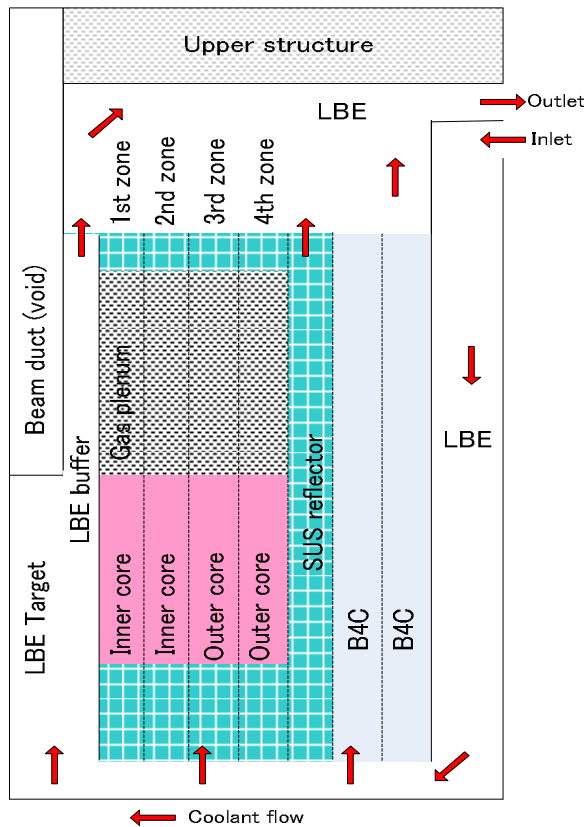 Upper structure
LBE
Outlet
Inlet
1st zone
2nd zone
3rd zone
4th zone
Beam duct (void)
Gas plenum
LBE buffer
SUS reflector
LBE
LBE Target
Inner core
Inner core
Outer core
Outer core
B4C
B4C
Coolant flow